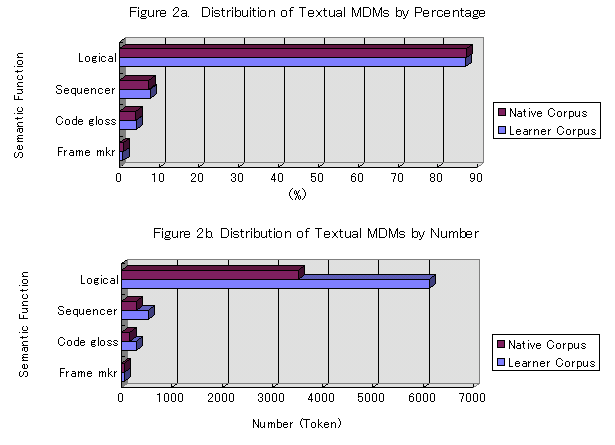 Figure 2a. Distribuition of Textual MDMs by Percentage
Semantic Function
Logical
Sequencer
Code gloss
Frame mkr
0 10 20 30 40 50 60 70 80 90
(%)
Native Corpus
Learner Corpus
Figure 2b. Distribution of Textual MDMs by Number
Semantic Function
Logical
Sequencer
Code gloss
Frame mkr
0 1000 2000 3000 4000 5000 6000 7000
Number (Token)
Native Corpus
Learner Corpus